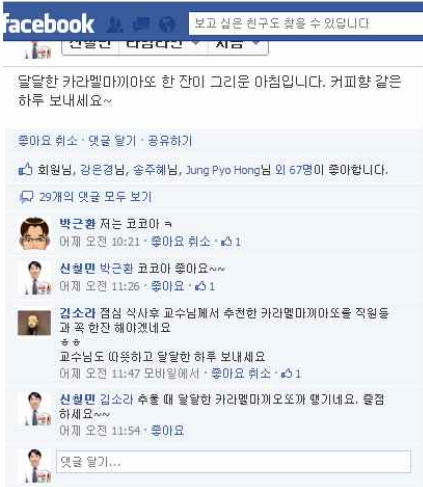 facebook 보고 싶은 친구도 찾을 수 있답니다
신철민 타임라인 지금
달달한 카라멜마끼아또 한 잔이 그리운 아침입니다. 커피향 같은
하루 보내세요~
좋아요 취소 · 댓글 달기 · 공유하기
회원님, 강은경님, 송주혜님, Jung Pyo Hong님 외 67명이 좋아합니다.
29개의 댓글 모두 보기
박근환 저는 코코아 ㅋ
어제 오전 10:21 · 좋아요 취소 · 1
신철민 박근환 코코아 좋아요~~
어제 오전 11:26 · 좋아요 · 1
김소라 점심 식사후 교수님께서 추천한 카라멜마끼아또을 직원들
과 꼭 한잔 해야겠네요
ㅎㅎ
교수님도 따뜻하고 달달한 하루 보내세요
어제 오전 11:47 모바일에서 · 좋아요 취소 · 1
신철민 김소라 추울 때 달달한 카라멜마끼오또까 땡기네요. 즐점
하세요~~
어제 오전 11:54 · 좋아요
댓글 달기...